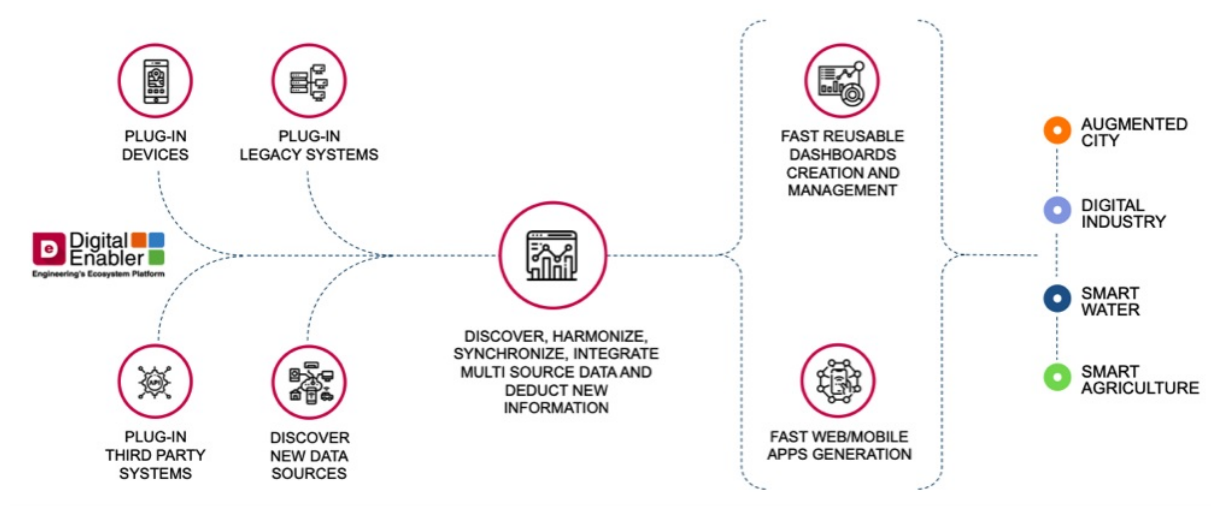 PLUG-IN
DEVICES
PLUG-IN
LEGACY SYSTEMS
e
Digital
Enabler
Engineering's Ecosystem Platform
API
PLUG-IN
THIRD PARTY
SYSTEMS
DISCOVER
NEW DATA
SOURCES
DISCOVER, HARMONIZE,
SYNCHRONIZE, INTEGRATE
MULTI SOURCE DATA AND
DEDUCT NEW
INFORMATION
FAST REUSABLE
DASHBOARDS
CREATION AND
MANAGEMENT
FAST WEB/MOBILE
APPS GENERATION
AUGMENTED
CITY
DIGITAL
INDUSTRY
SMART
WATER
SMART
AGRICULTURE